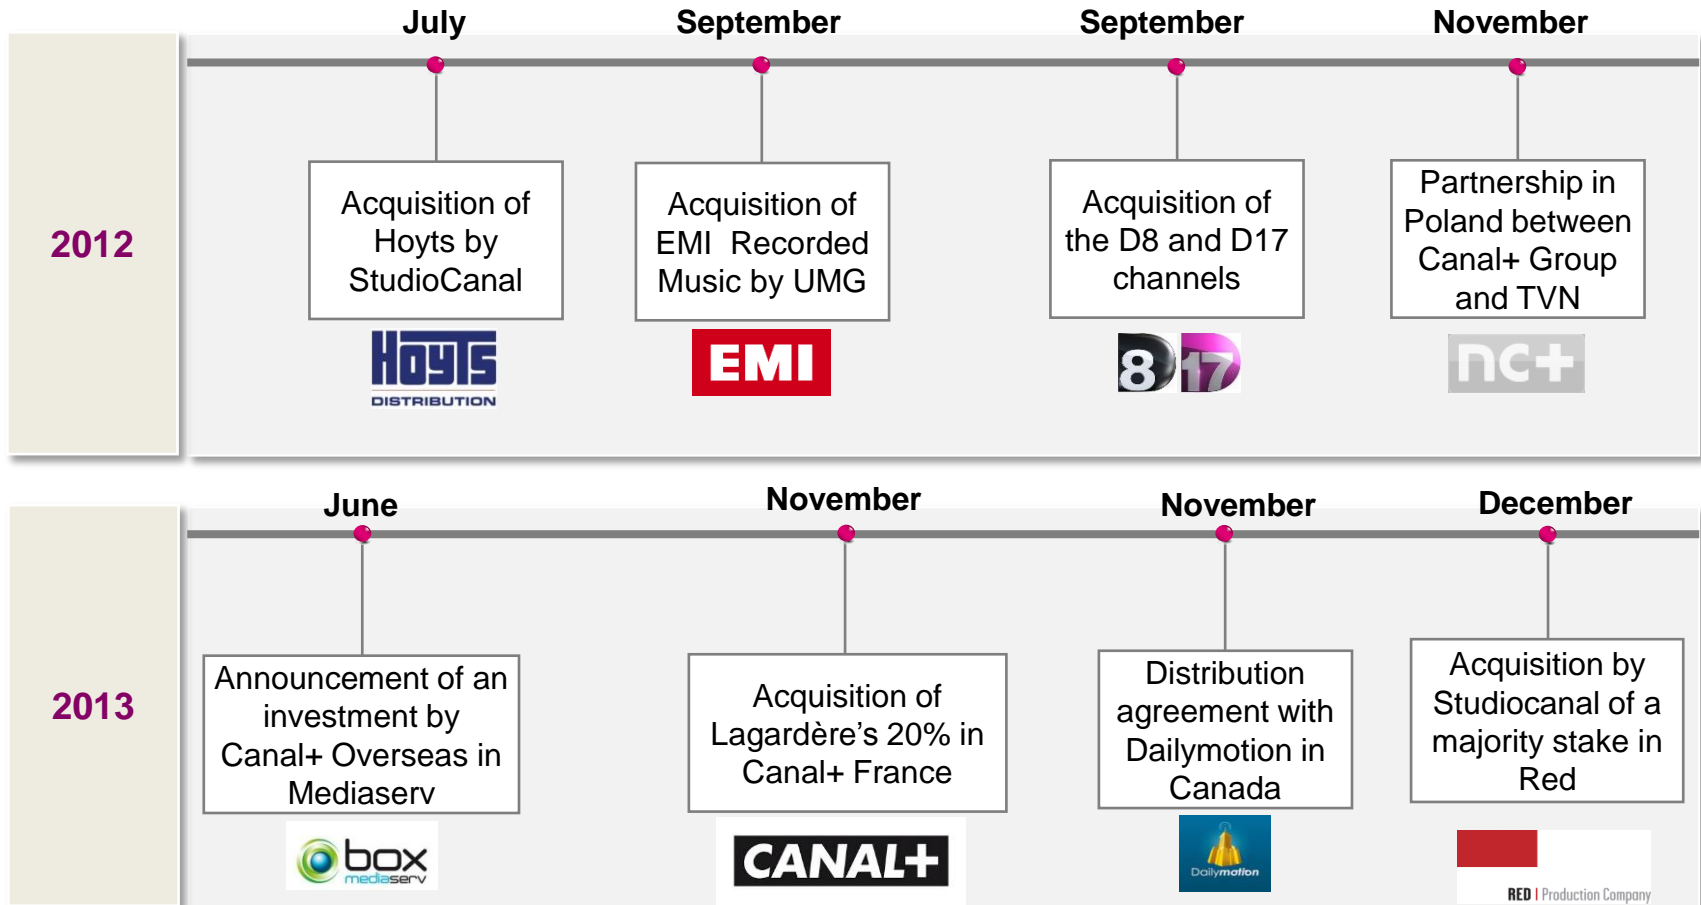 July
September
September
November
2012
Acquisition of
Hoyts by
StudioCanal
Acquisition of
EMI Recorded
Music by UMG
Acquisition of
the D8 and D17
channels
Partnership in
Poland between
Canal+ Group
and TVN
HOYTS
DISTRIBUTION
EMI
8 17
nc+
June
November
November
December
2013
Announcement of an
investment by
Canal+ Overseas in
Mediaserv
Acquisition of
Lagardère’s 20% in
Canal+ France
Distribution
agreement with
Dailymotion in
Canada
Acquisition by
Studiocanal of a
majority stake in
Red
box
mediaserv
CANAL+
Dailymotion
RED | Production Company